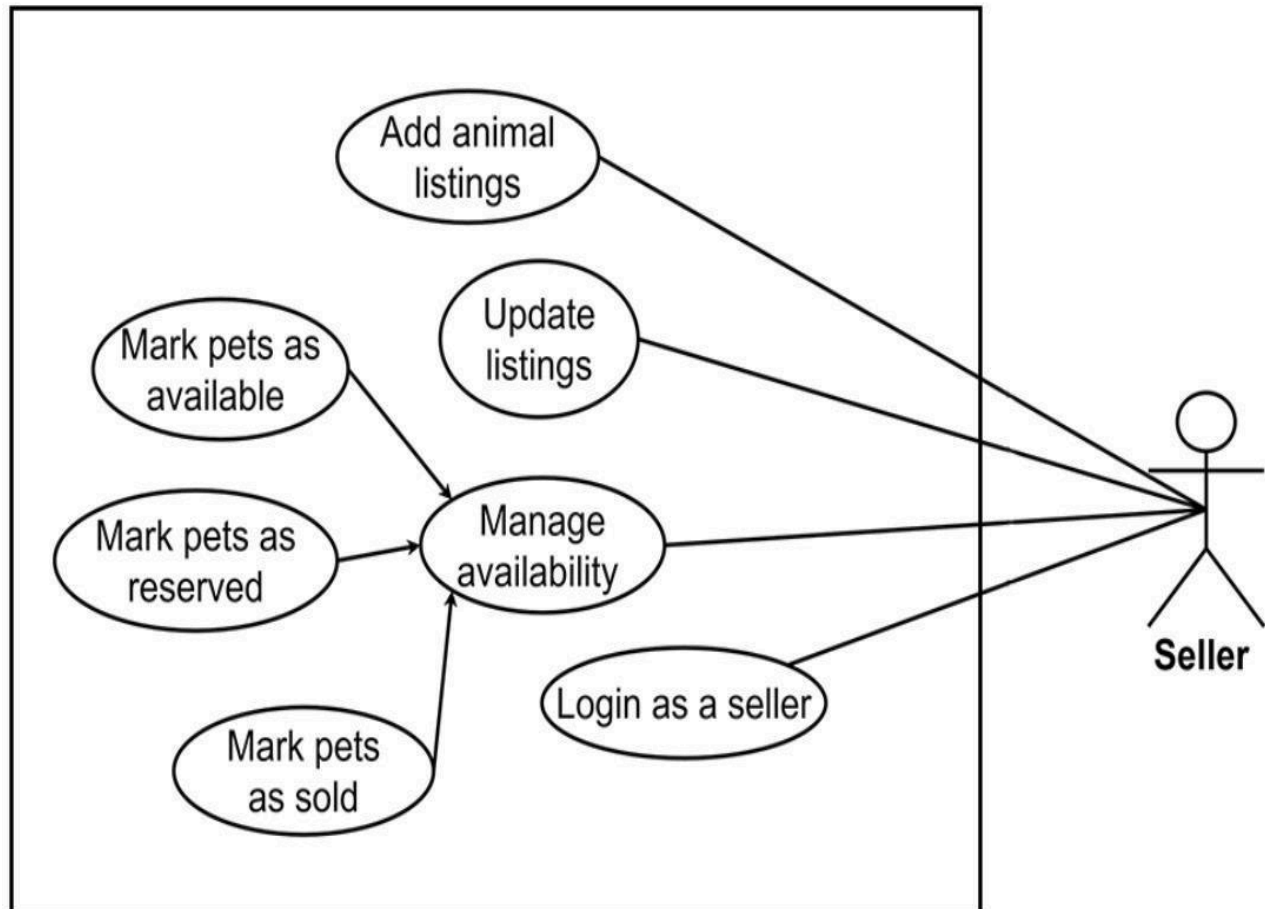 Add animal
listings
Update
listings
Mark pets as
available
Mark pets as
reserved
Manage
availability
Login as a seller
Mark pets
as sold
Seller